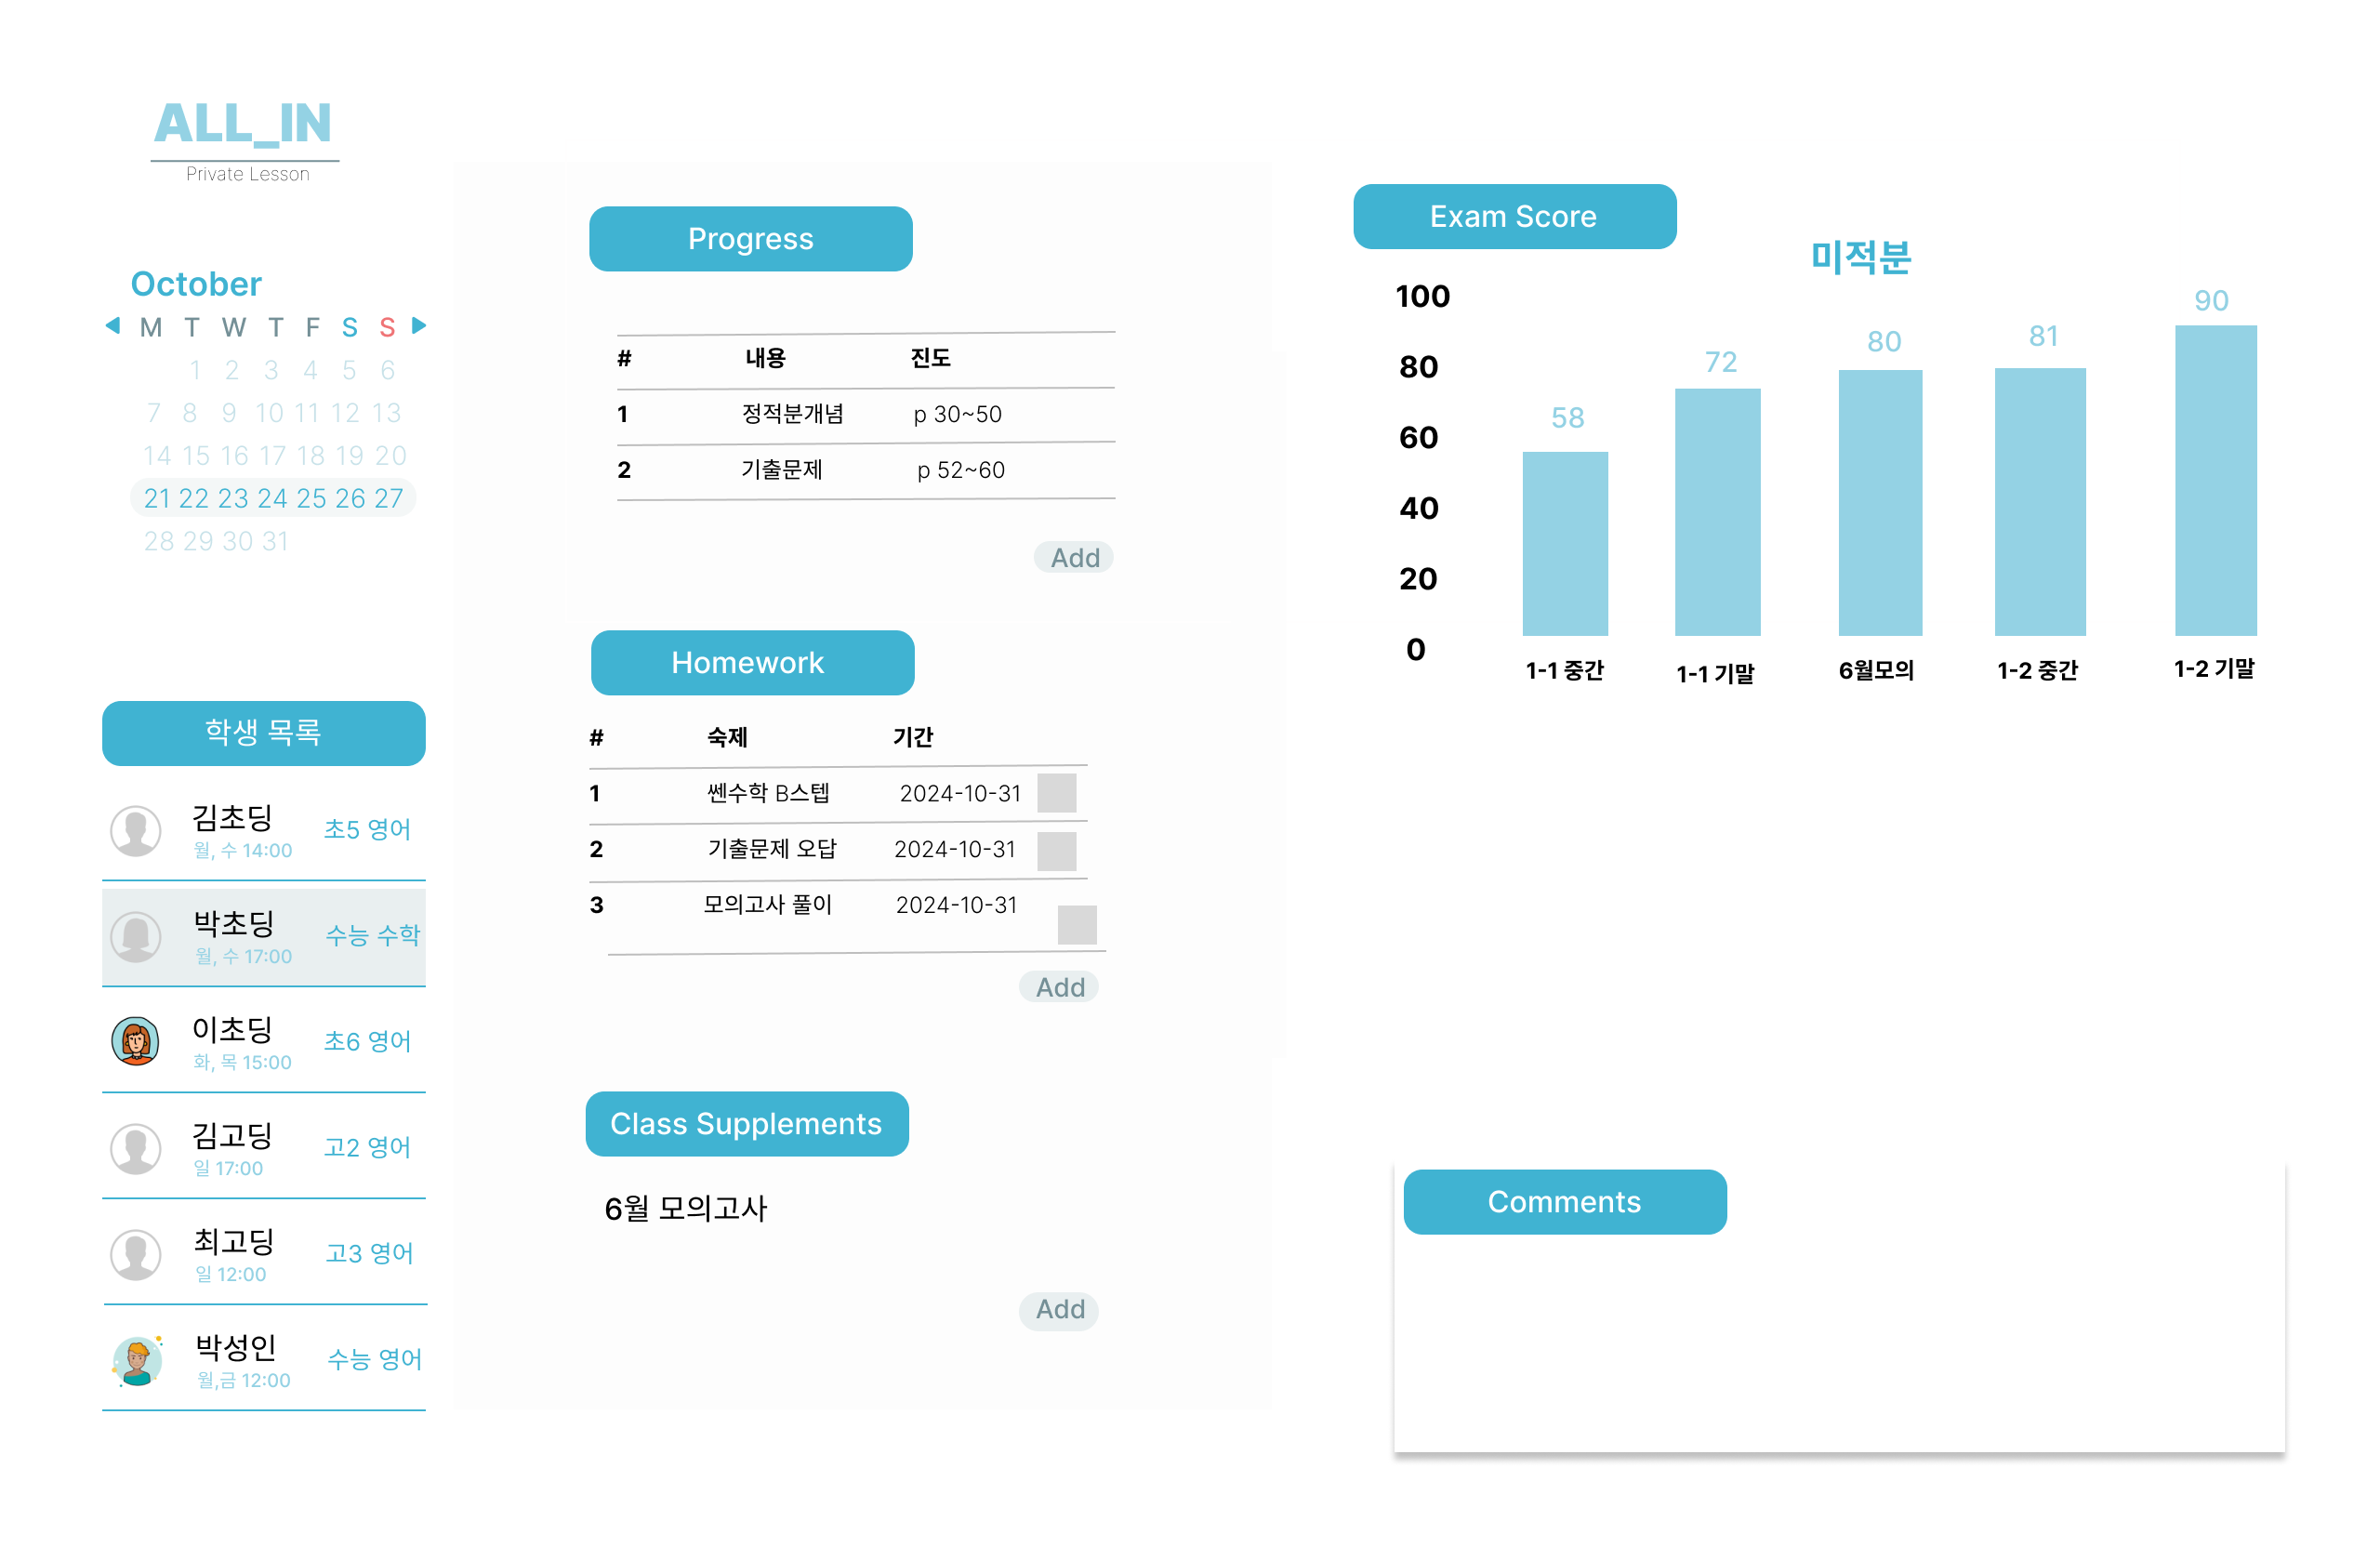 ALL_IN
Private Lesson
October
M T W T F S S
1 2 3 4 5 6
7 8 9 10 11 12 13
14 15 16 17 18 19 20
21 22 23 24 25 26 27
28 29 30 31
학생 목록
김초딩
월, 수 14:00
초5 영어
박초딩
월, 수 17:00
수능 수학
이초딩
화, 목 15:00
초6 영어
김고딩
일 17:00
고2 영어
최고딩
일 12:00
고3 영어
박성인
월,금 12:00
수능 영어
Progress
# 내용 진도
1 정적분개념 p 30~50
2 기출문제 p 52~60
Add
Homework
# 숙제 기간
1 쎈수학 B스텝 2024-10-31
2 기출문제 오답 2024-10-31
3 모의고사 풀이 2024-10-31
Add
Class Supplements
6월 모의고사
Add
Exam Score
미적분
100
80
60
40
20
0
58
72
80
81
90
1-1 중간
1-1 기말
6월모의
1-2 중간
1-2 기말
Comments